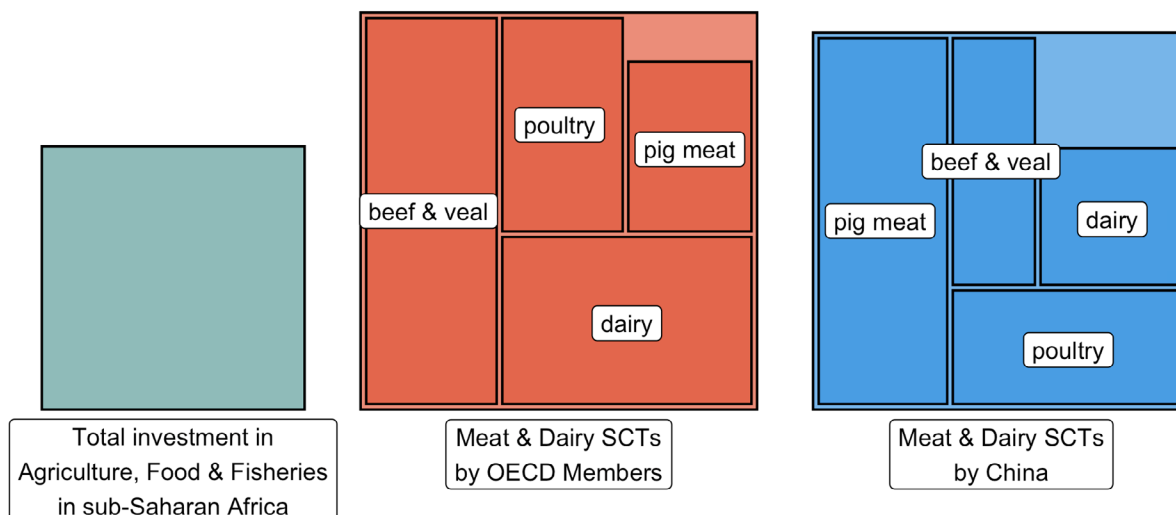 poultry
pig meat
beef & veal
dairy
beef & veal
pig meat
dairy
poultry
Total investment in
Agriculture, Food & Fisheries
in sub-Saharan Africa
Meat & Dairy SCTs
by OECD Members
Meat & Dairy SCTs
by China